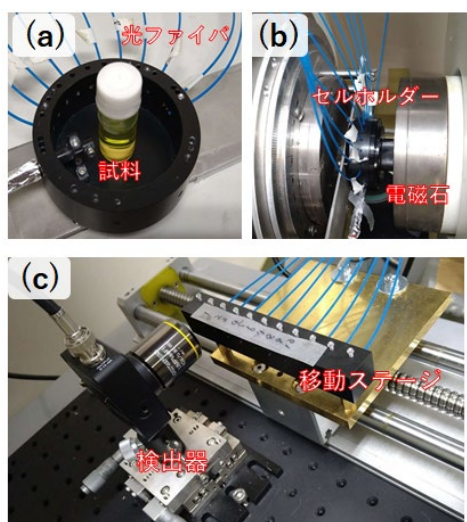 (a)
光ファイバ
試料
(b)
セルホルダー
電磁石
(c)
移動ステージ
検出器